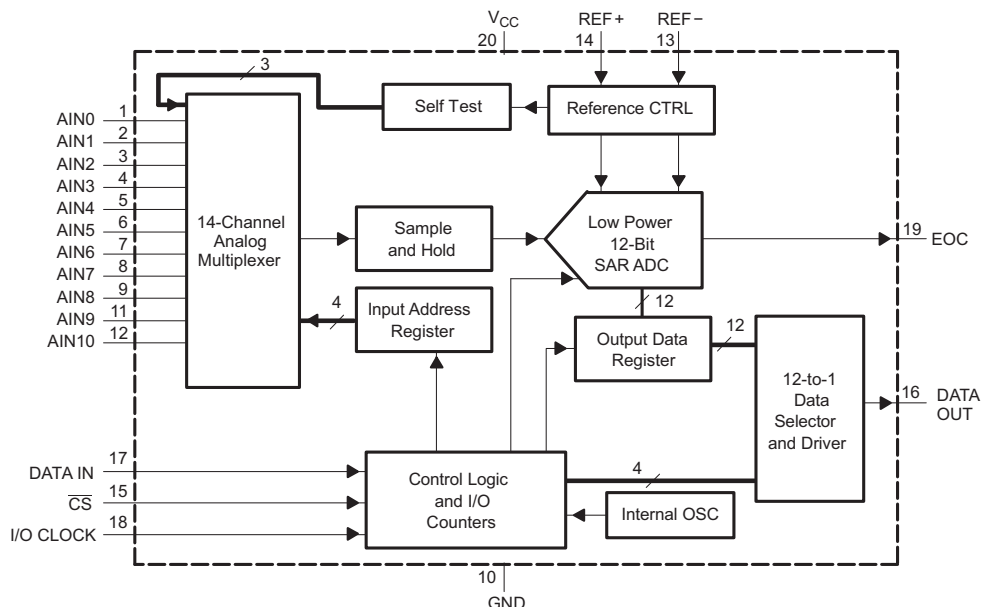 VCC
20
REF+
14
REF−
13
3
Self Test
Reference CTRL
AIN0
1
AIN1
2
AIN2
3
AIN3
4
AIN4
5
AIN5
6
AIN6
7
AIN7
8
AIN8
9
AIN9
11
AIN10
12
14-Channel
Analog
Multiplexer
Sample
and Hold
Low Power
12-Bit
SAR ADC
19
EOC
4
Input Address
Register
12
Output Data
Register
12
12-to-1
Data
Selector
and Driver
16
DATA
OUT
DATA IN
17
CS
15
I/O CLOCK
18
Control Logic
and I/O
Counters
4
Internal OSC
10
GND